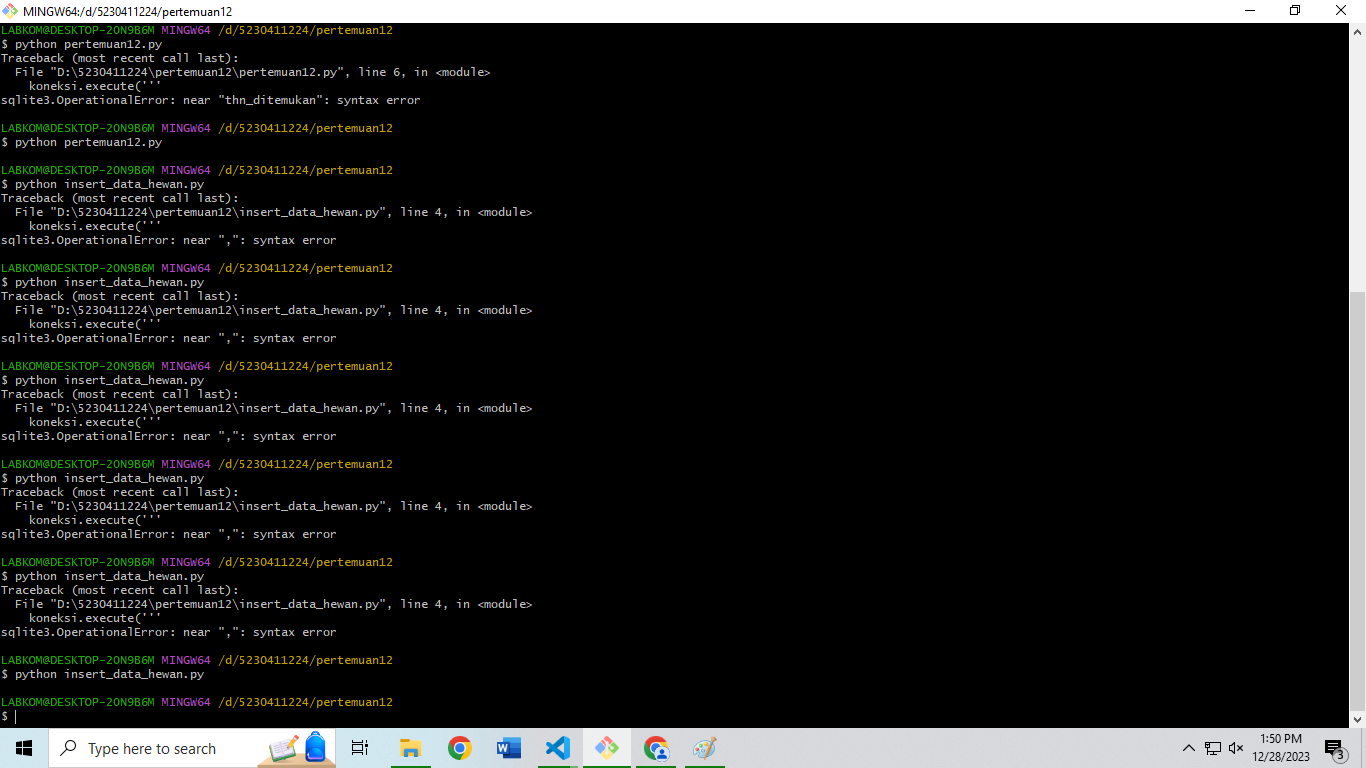 MINGW64:/d/5230411224/pertemuan12
LABKOM@DESKTOP-2ON9B6M MINGW64 /d/5230411224/pertemuan12
$ python pertemuan12.py
Traceback (most recent call last):
  File "D:\5230411224\pertemuan12\pertemuan12.py", line 6, in <module>
    koneksi.execute('''
sqlite3.OperationalError: near "thn_ditemukan": syntax error

LABKOM@DESKTOP-2ON9B6M MINGW64 /d/5230411224/pertemuan12
$ python pertemuan12.py

LABKOM@DESKTOP-2ON9B6M MINGW64 /d/5230411224/pertemuan12
$ python insert_data_hewan.py
Traceback (most recent call last):
  File "D:\5230411224\pertemuan12\insert_data_hewan.py", line 4, in <module>
    koneksi.execute('''
sqlite3.OperationalError: near ",": syntax error

LABKOM@DESKTOP-2ON9B6M MINGW64 /d/5230411224/pertemuan12
$ python insert_data_hewan.py
Traceback (most recent call last):
  File "D:\5230411224\pertemuan12\insert_data_hewan.py", line 4, in <module>
    koneksi.execute('''
sqlite3.OperationalError: near ",": syntax error

LABKOM@DESKTOP-2ON9B6M MINGW64 /d/5230411224/pertemuan12
$ python insert_data_hewan.py
Traceback (most recent call last):
  File "D:\5230411224\pertemuan12\insert_data_hewan.py", line 4, in <module>
    koneksi.execute('''
sqlite3.OperationalError: near ",": syntax error

LABKOM@DESKTOP-2ON9B6M MINGW64 /d/5230411224/pertemuan12
$ python insert_data_hewan.py
Traceback (most recent call last):
  File "D:\5230411224\pertemuan12\insert_data_hewan.py", line 4, in <module>
    koneksi.execute('''
sqlite3.OperationalError: near ",": syntax error

LABKOM@DESKTOP-2ON9B6M MINGW64 /d/5230411224/pertemuan12
$ python insert_data_hewan.py
Traceback (most recent call last):
  File "D:\5230411224\pertemuan12\insert_data_hewan.py", line 4, in <module>
    koneksi.execute('''
sqlite3.OperationalError: near ",": syntax error

LABKOM@DESKTOP-2ON9B6M MINGW64 /d/5230411224/pertemuan12
$ python insert_data_hewan.py

LABKOM@DESKTOP-2ON9B6M MINGW64 /d/5230411224/pertemuan12
$
Type here to search
1:50 PM
12/28/2023
3